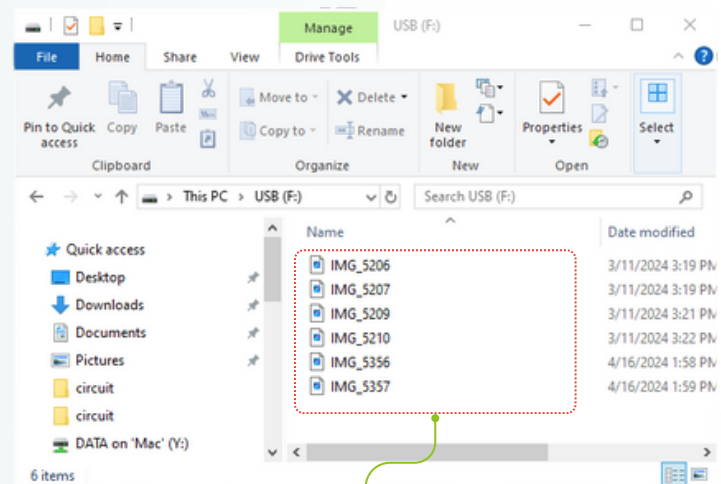 Manage USB (F:)
File Home Share View Drive Tools
Pin to Quick access Copy Paste Move to Copy to Delete Rename New folder Properties Select
Clipboard Organize New Open
This PC > USB (F:) Search USB (F:)
Name Date modified
Quick access
Desktop
Downloads
Documents
Pictures
circuit
circuit
DATA on 'Mac' (Y:)
IMG_5206 3/11/2024 3:19 PM
IMG_5207 3/11/2024 3:19 PM
IMG_5209 3/11/2024 3:21 PM
IMG_5210 3/11/2024 3:22 PM
IMG_5356 4/16/2024 1:58 PM
IMG_5357 4/16/2024 1:59 PM
6 items